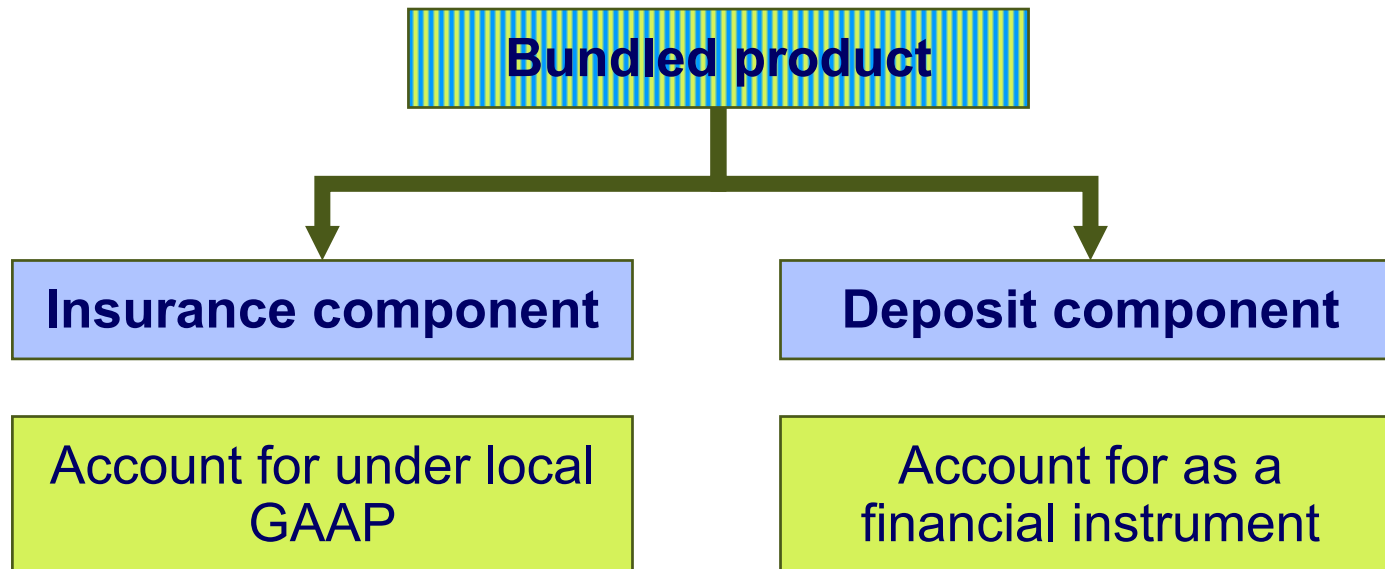 Bundled product
Insurance component
Deposit component
Account for under local
GAAP
Account for as a
financial instrument